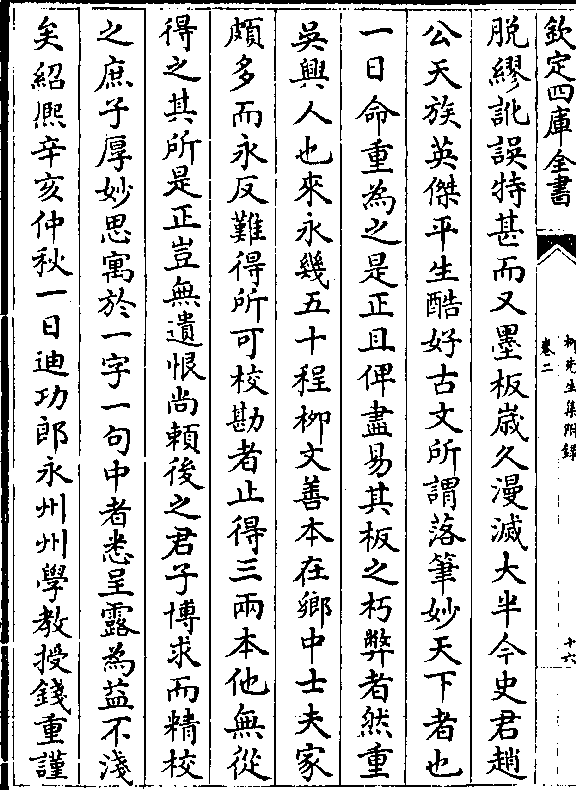 欽定四庫全書
柳先生集附錄
卷二
十六
脫繆訛誤特甚而又墨板歳久漫滅大半今史君趙
公天族英傑平生酷好古文所謂落筆妙天下者也
一日命重為之是正且俾盡易其板之朽弊者然重
吳興人也來永幾五十程栁文善本在鄉中士夫家
頗多而永反難得所可校勘者止得三兩本他無從
得之其所是正豈無遺恨尚頼後之君子博求而精校
之庶子厚妙思寓於一字一句中者悉呈露為益不淺
矣紹熈辛亥仲秋一日迪功郎永州州學教授錢重謹